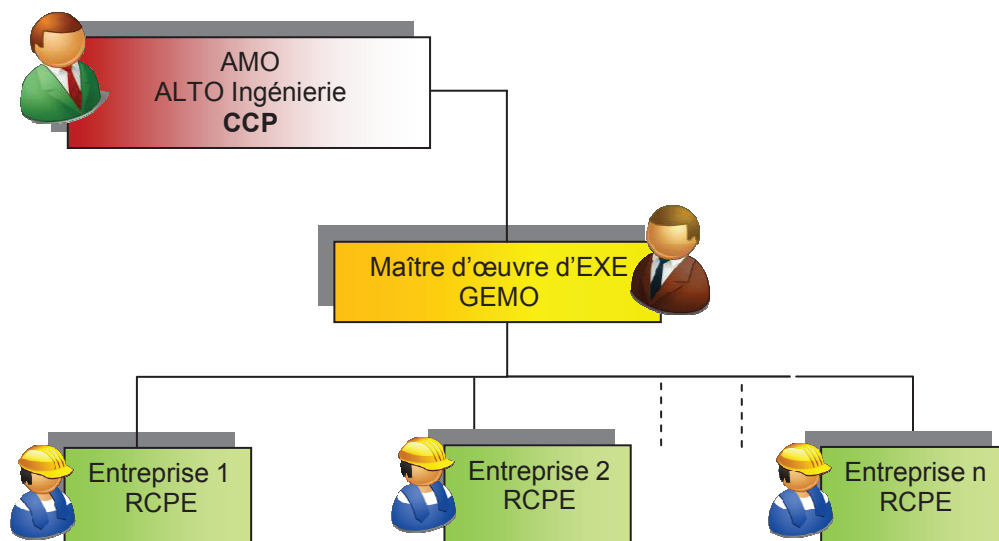 AMO
ALTO Ingénierie
CCP
Maître d'œuvre d'EXE
GEMO
Entreprise 1
RCPE
Entreprise 2
RCPE
Entreprise n
RCPE